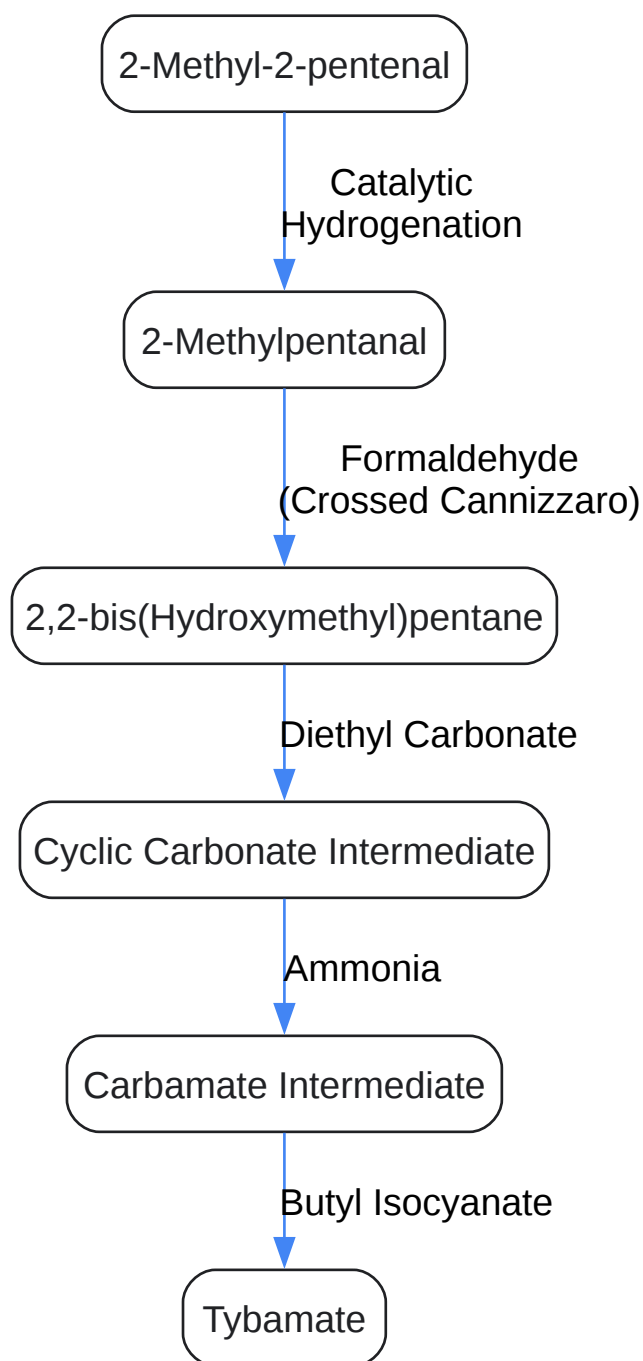 2-Methyl-2-pentenal
Catalytic
Hydrogenation
2-Methylpentanal
Formaldehyde
(Crossed Cannizzaro)
2,2-bis(Hydroxymethyl)pentane
Diethyl Carbonate
Cyclic Carbonate Intermediate
Ammonia
Carbamate Intermediate
Butyl Isocyanate
Tybamate